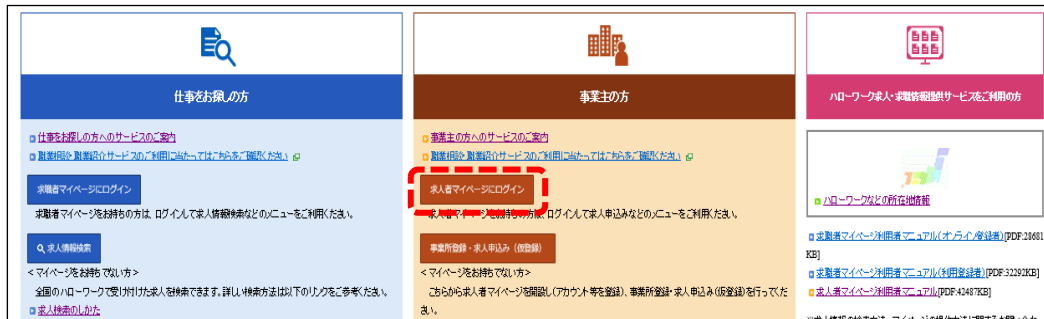 仕事をお探しの方
仕事をお探しの方へのサービスのご案内
職業相談・職業紹介サービスのご利用に当たってはこちらをご確認ください
求職者マイページにログイン
求職者マイページをお持ちの方は、ログインして求人情報検索などのメニューをご利用ください。
求人情報検索
<マイページをお持ちでない方>
全国のハローワークで受け付けた求人を検索できます。詳しい検索方法は以下のリンクをご参考ください。
求人検索のしかた
事業主の方
事業主の方へのサービスのご案内
職業相談・職業紹介サービスのご利用に当たってはこちらをご確認ください
求人者マイページにログイン
求人者マイページをお持ちの方は、ログインして求人申込みなどのメニューをご利用ください。
事業所登録・求人申込み（仮登録）
<マイページをお持ちでない方>
こちらから求人者マイページを開設し（アカウント等を登録）、事業所登録・求人申込み（仮登録）を行ってくだ
さい。
ハローワーク求人・求職情報提供サービスをご利用の方
ハローワークなどの所在地情報
求職者マイページ利用者マニュアル(オンライン登録者)[PDF:28681
KB]
求職者マイページ利用者マニュアル(利用登録者)[PDF:32292KB]
求人者マイページ利用者マニュアル[PDF:42487KB]